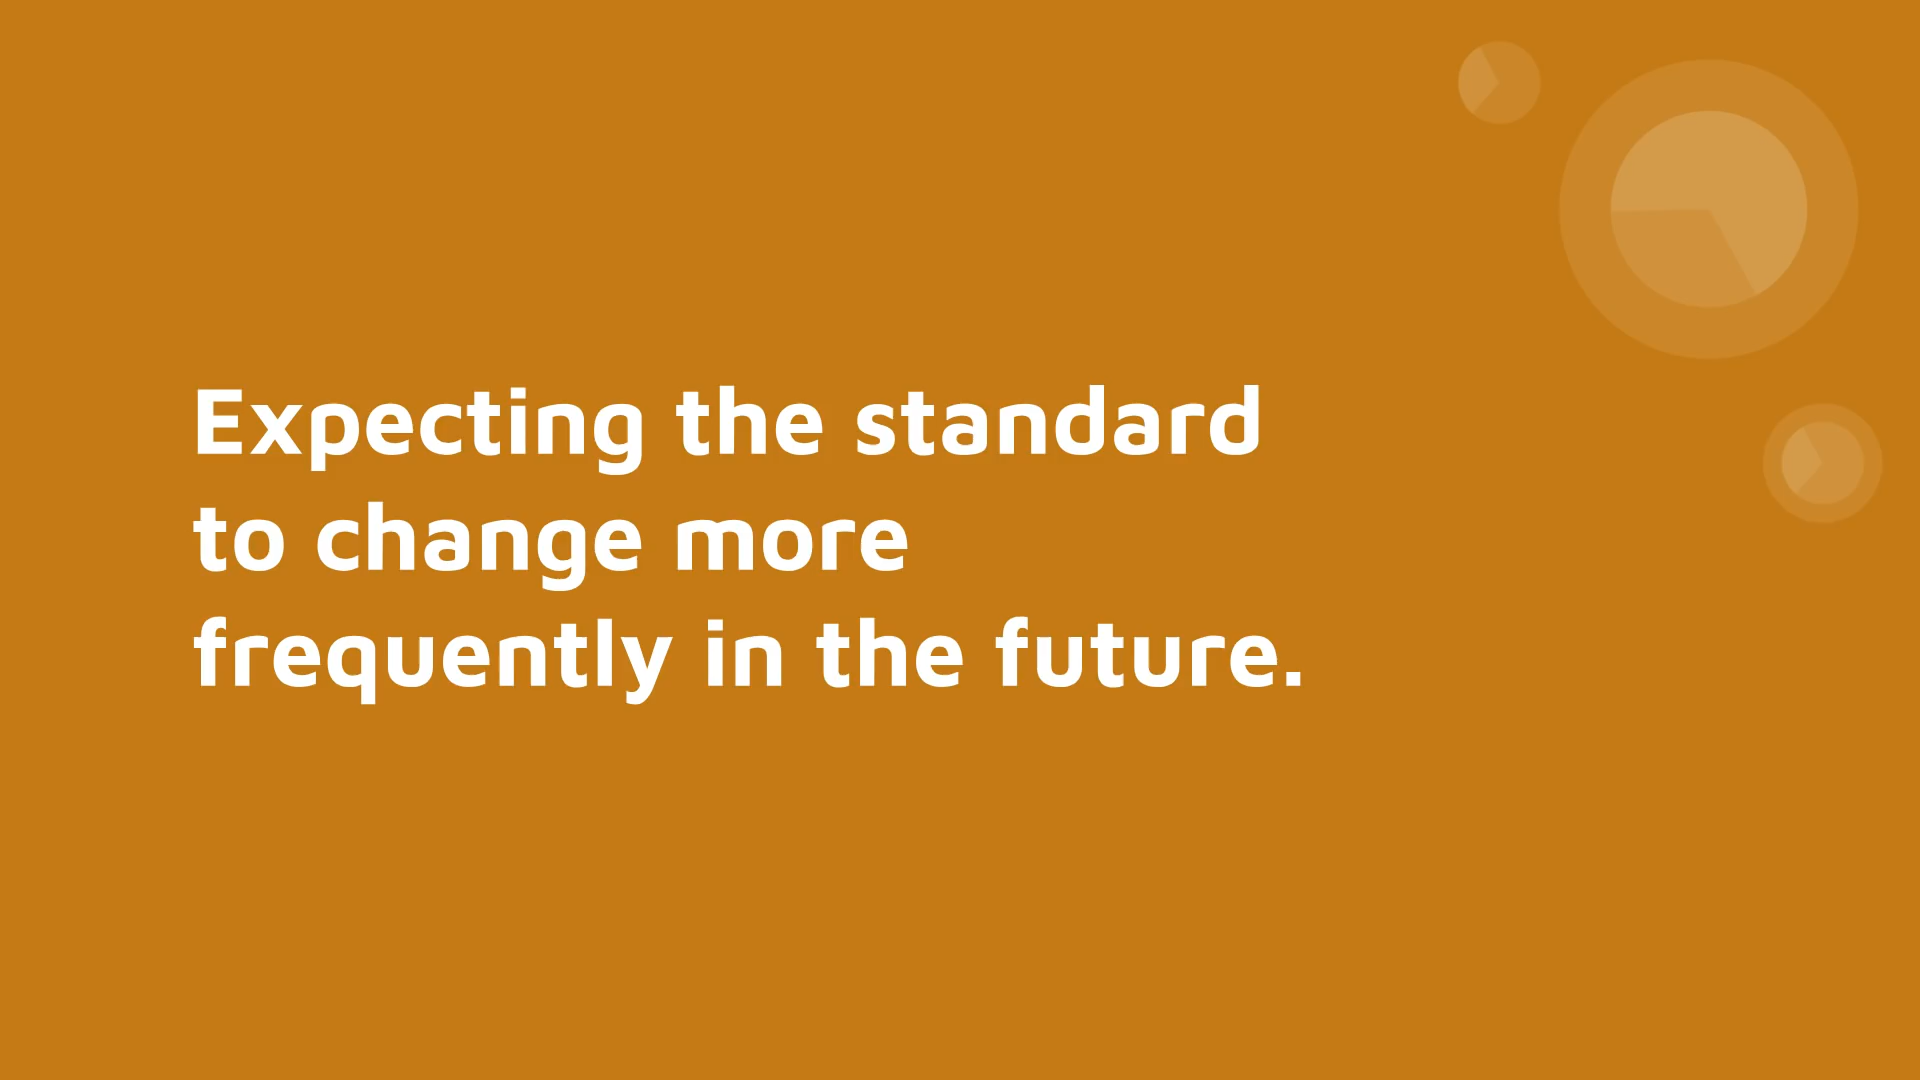 Expecting the standard
to change more
frequently in the future.